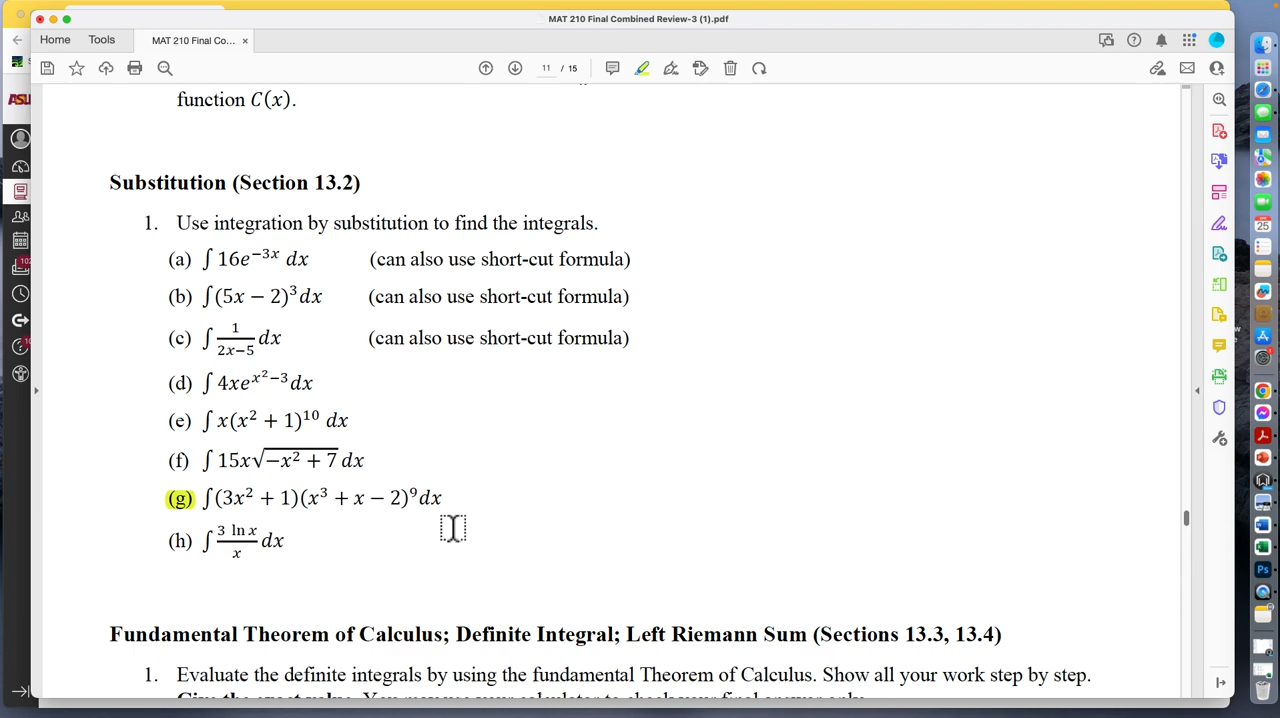 MAT 210 Final Combined Review-3 (1).pdf
Home Tools MAT 210 Final Co... ×
11 / 15
function C(x).
ASU
Substitution (Section 13.2)
1. Use integration by substitution to find the integrals.
(a) ∫ 16e⁻³ˣ dx (can also use short-cut formula)
(b) ∫(5x − 2)³dx (can also use short-cut formula)
(c) ∫ 1/(2x−5) dx (can also use short-cut formula)
(d) ∫ 4xe^(x²−3)dx
(e) ∫ x(x² + 1)¹⁰ dx
(f) ∫ 15x√(−x² + 7) dx
(g) ∫(3x² + 1)(x³ + x − 2)⁹dx
(h) ∫ (3 ln x)/x dx
Fundamental Theorem of Calculus; Definite Integral; Left Riemann Sum (Sections 13.3, 13.4)
1. Evaluate the definite integrals by using the fundamental Theorem of Calculus. Show all your work step by step.